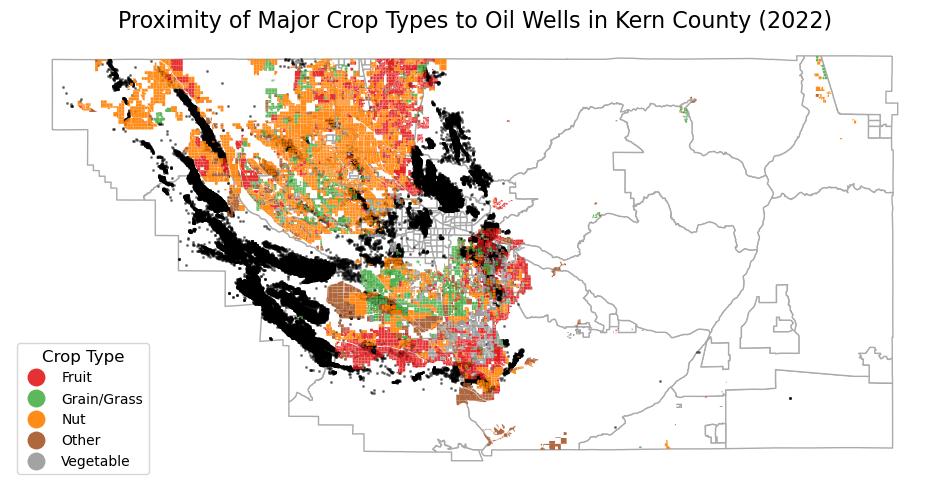 Proximity of Major Crop Types to Oil Wells in Kern County (2022)
Crop Type
Fruit
Grain/Grass
Nut
Other
Vegetable